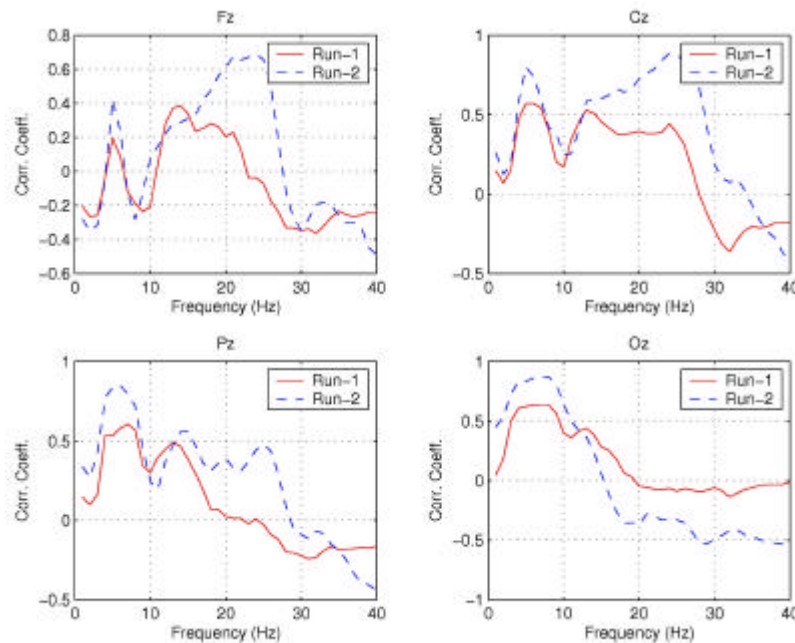 Fz
0.8
0.6
0.4
0.2
0
−0.2
−0.4
−0.6
Corr. Coeff.
Run−1
Run−2
0 10 20 30 40
Frequency (Hz)
Cz
1
0.5
0
−0.5
Corr. Coeff.
Run−1
Run−2
0 10 20 30 40
Frequency (Hz)
Pz
1
0.5
0
−0.5
Corr. Coeff.
Run−1
Run−2
0 10 20 30 40
Frequency (Hz)
Oz
1
0.5
0
−0.5
−1
Corr. Coeff.
Run−1
Run−2
0 10 20 30 40
Frequency (Hz)